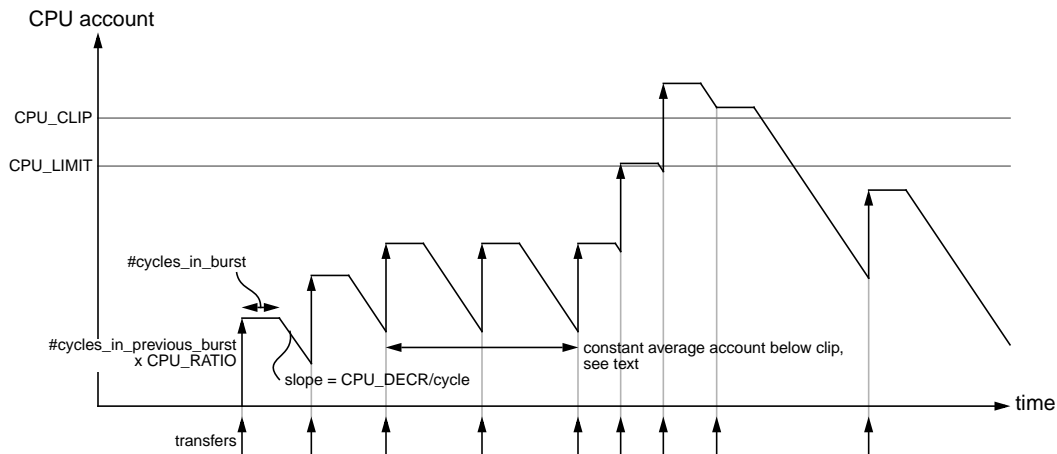 CPU account
CPU_CLIP
CPU_LIMIT
#cycles_in_burst
#cycles_in_previous_burst
x CPU_RATIO
slope = CPU_DECR/cycle
constant average account below clip,
see text
time
transfers